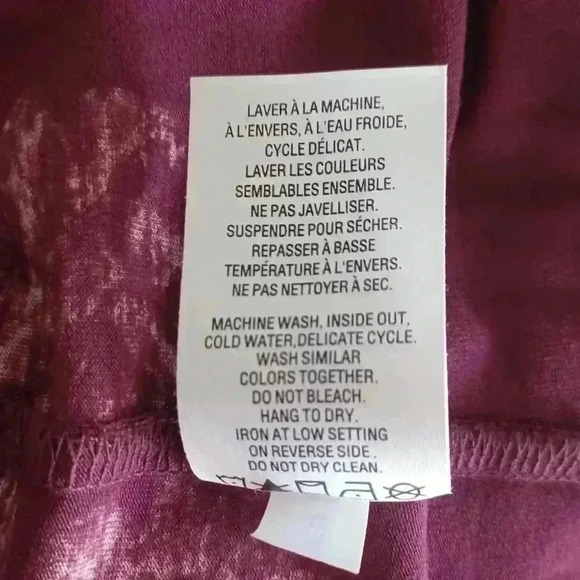 LAVER À LA MACHINE,
À L'ENVERS, À L'EAU FROIDE,
CYCLE DÉLICAT.
LAVER LES COULEURS
SEMBLABLES ENSEMBLE.
NE PAS JAVELLISER.
SUSPENDRE POUR SÉCHER.
REPASSER À BASSE
TEMPÉRATURE À L'ENVERS.
NE PAS NETTOYER À SEC.
MACHINE WASH, INSIDE OUT,
COLD WATER, DELICATE CYCLE.
WASH SIMILAR
COLORS TOGETHER.
DO NOT BLEACH.
HANG TO DRY.
IRON AT LOW SETTING
ON REVERSE SIDE.
DO NOT DRY CLEAN.